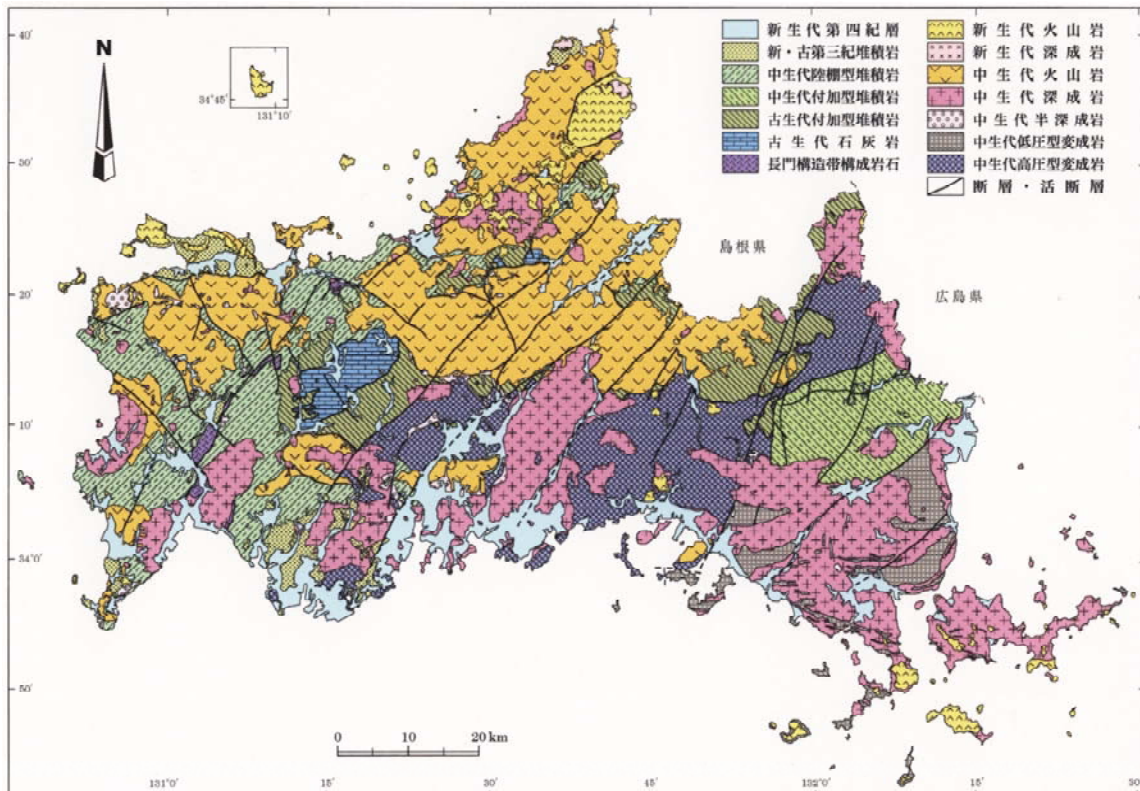 40′
N
34°45′
131°10′
新生代第四紀層
新・古第三紀堆積岩
中生代陸棚型堆積岩
中生代付加型堆積岩
古生代付加型堆積岩
古生代石灰岩
長門構造帯構成岩石
新生代火山岩
新生代深成岩
中生代火山岩
中生代深成岩
中生代半深成岩
中生代低圧型変成岩
中生代高圧型変成岩
断層・活断層
30′
島根県
20′
広島県
10′
34°0′
50′
0 10 20km
131°0′ 15′ 30′ 45′ 132°0′ 15′ 30′